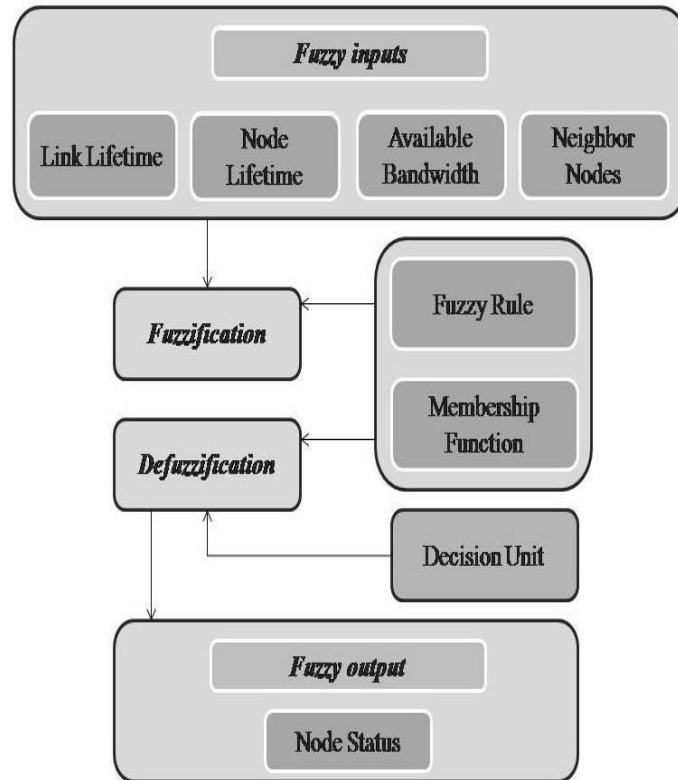 Fuzzy inputs
Link Lifetime
Node
Lifetime
Available
Bandwidth
Neighbor
Nodes
Fuzzification
Fuzzy Rule
Membership
Function
Defuzzification
Decision Unit
Fuzzy output
Node Status